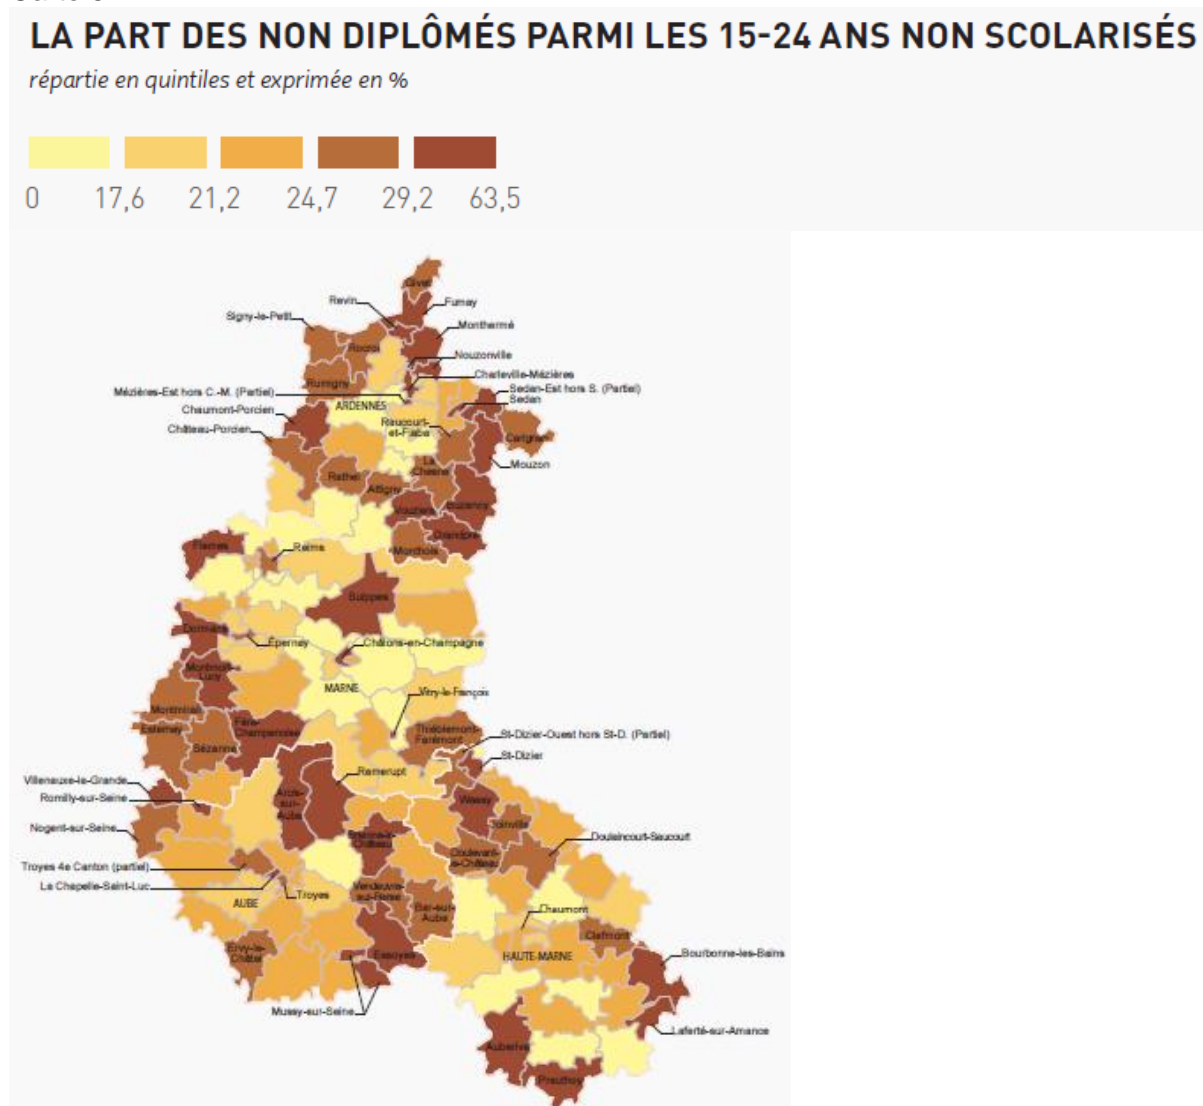 LA PART DES NON DIPLÔMÉS PARMI LES 15-24 ANS NON SCOLARISÉS
répartie en quintiles et exprimée en %
0 17,6 21,2 24,7 29,2 63,5
Givet
Revin
Fumay
Signy-le-Petit
Monthermé
Rocroi
Nouzonville
Charleville-Mézières
Rumigny
Mézières-Est hors C.-M. (Partiel)
Sedan-Est hors S. (Partiel)
Sedan
ARDENNES
Chaumont-Porcien
Raucourt-
et-Flaba
Château-Porcien
Carignan
Mouzon
Le
Chesne
Rethel
Attigny
Vouziers
Buzancy
Grandpré
Fismes
Reims
Monthois
Suippes
Dormans
Épernay
Châlons-en-Champagne
Montmort-
Lucy
MARNE
Vitry-le-François
Montmirail
Esternay
Fère-
Champenoise
Thiéblemont-
Farémont
St-Dizier-Ouest hors St-D. (Partiel)
Sézanne
St-Dizier
Ramerupt
Villenauxe-la-Grande
Romilly-sur-Seine
Arcis-
sur-
Aube
Wassy
Joinville
Nogent-sur-Seine
Brienne-le-
Château
Doulaincourt-Saucourt
Doulevant-
le-Château
Troyes 4e Canton (partiel)
La Chapelle-Saint-Luc
Troyes
Vendeuvre-
sur-Barse
AUBE
Bar-sur-
Aube
Chaumont
Clefmont
Ervy-le-
Châtel
Essoyes
HAUTE-MARNE
Bourbonne-les-Bains
Mussy-sur-Seine
Laferté-sur-Amance
Auberive
Prauthoy